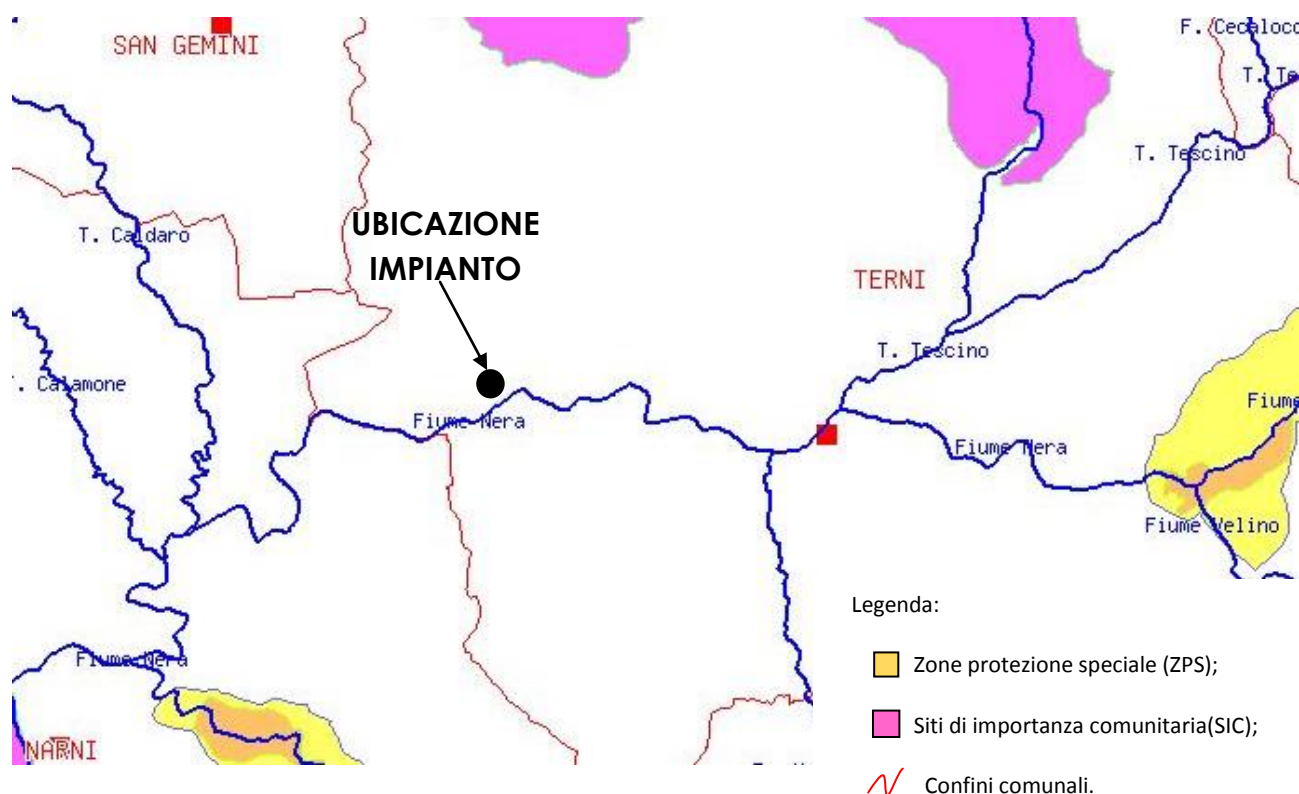 SAN GEMINI
F. Cecaloco
T. Te
T. Tescino
T. Caldaro
UBICAZIONE
IMPIANTO
TERNI
T. Tescino
. Calamone
Fiume
Fiume Nera
Fiume Nera
Fiume Velino
Legenda:
Fiume Nera
Zone protezione speciale (ZPS);
NARNI
Siti di importanza comunitaria(SIC);
Confini comunali.